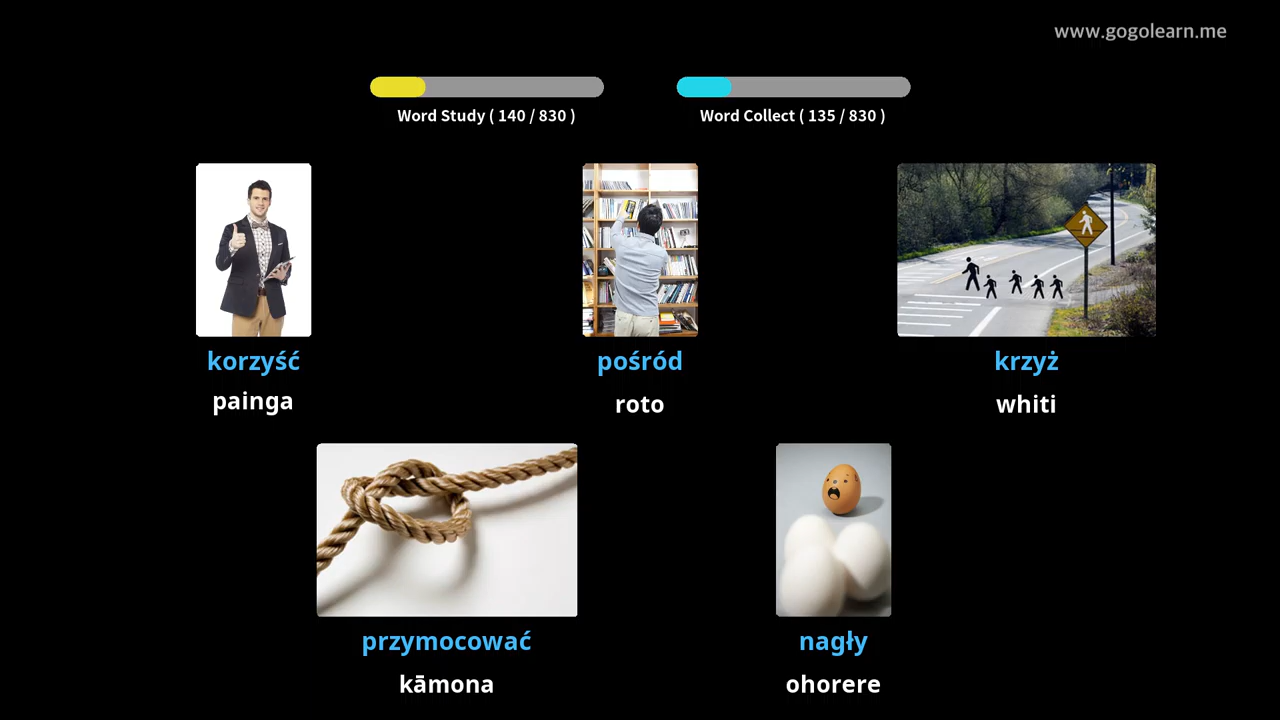 www.gogolearn.me
Word Study ( 140 / 830 )
Word Collect ( 135 / 830 )
korzyść
painga
pośród
roto
krzyż
whiti
przymocować
kāmona
nagły
ohorere